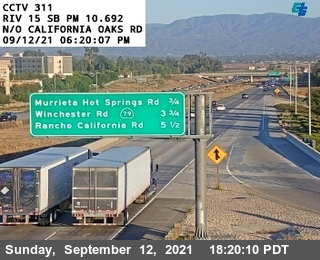 CCTV 311
RIV 15 SB PM 10.692
N/O CALIFORNIA OAKS RD
09/12/21 06:20:07 PM
Murrieta Hot Springs Rd 3/4
Winchester Rd 79 3 3/4
Rancho California Rd 5 1/2
Sunday, September 12, 2021 18:20:10 PDT